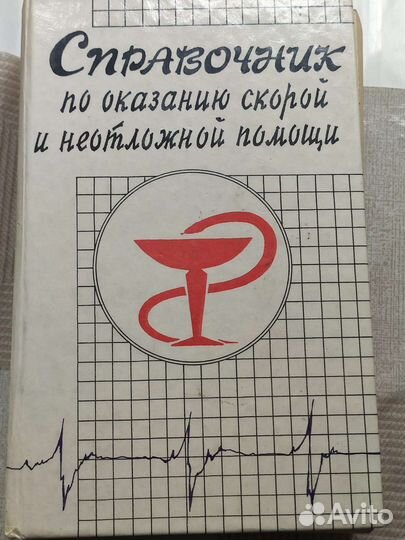 Справочник
по оказанию скорой
и неотложной помощи
Avito